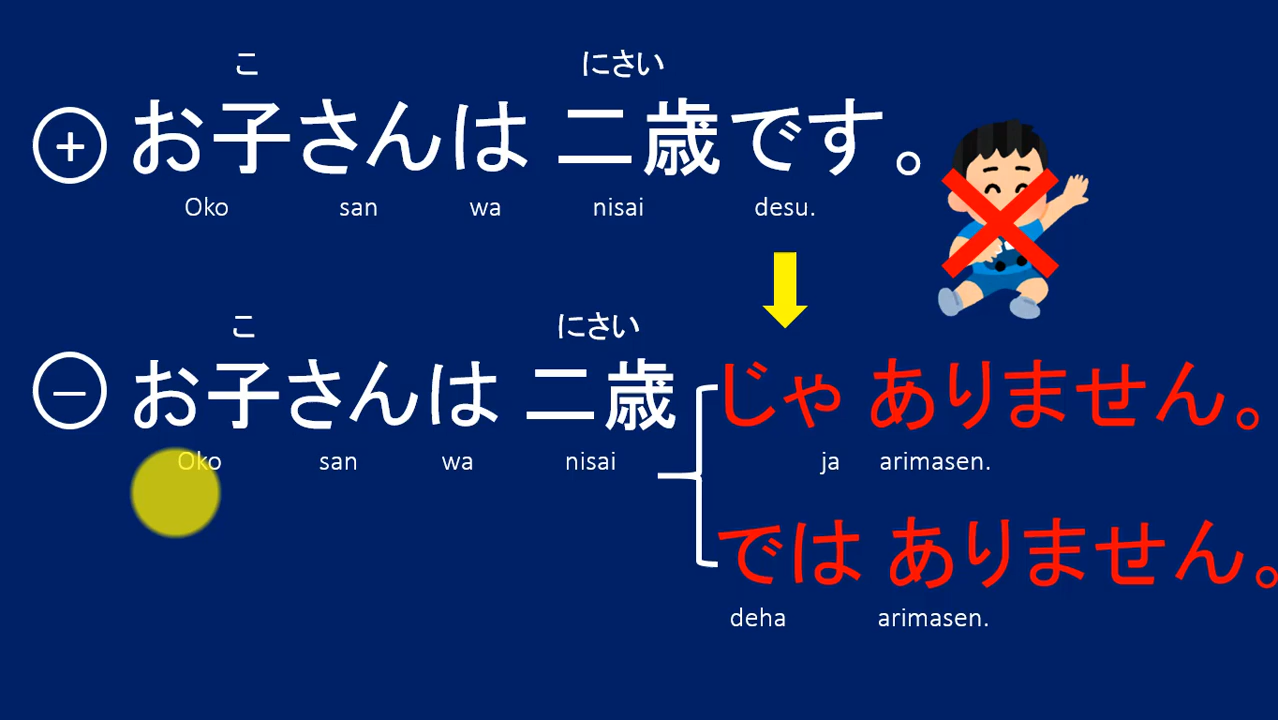 こ にさい
+ お子さんは 二歳です。
Oko san wa nisai desu.
こ にさい
− お子さんは 二歳 じゃ ありません。
Oko san wa nisai ja arimasen.
では ありません。
deha arimasen.